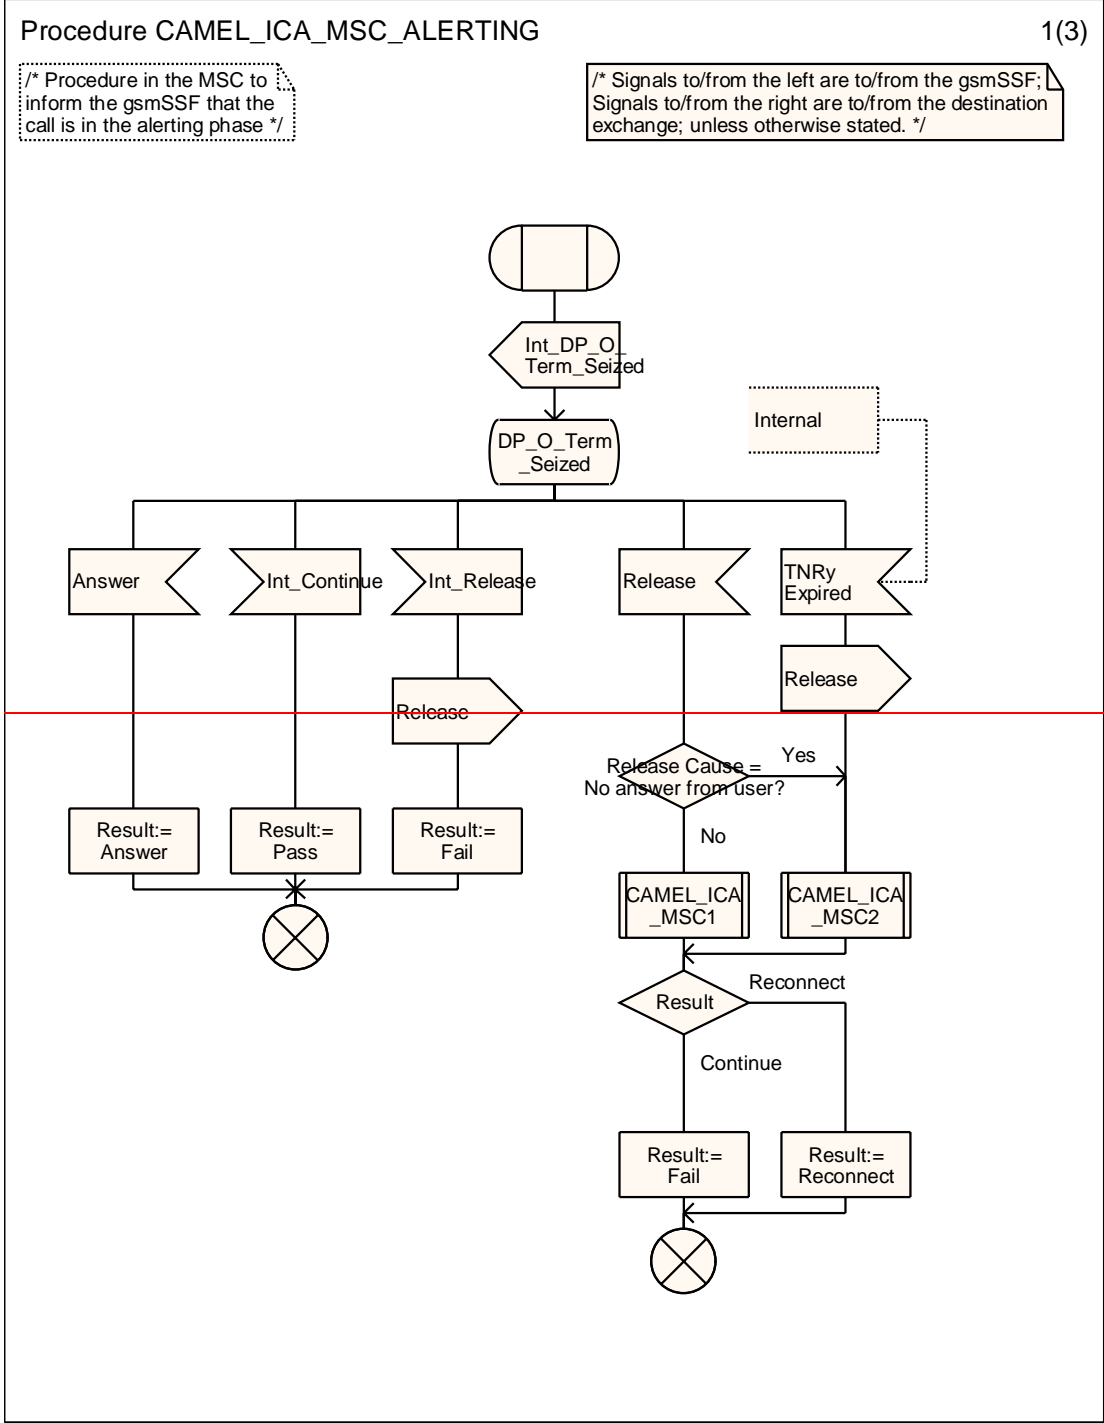 Procedure CAMEL_ICA_MSC_ALERTING
1(3)
/* Procedure in the MSC to
inform the gsmSSF that the
call is in the alerting phase */
/* Signals to/from the left are to/from the gsmSSF;
Signals to/from the right are to/from the destination
exchange; unless otherwise stated. */
Int_DP_O_
Term_Seized
Internal
DP_O_Term
_Seized
Answer
Int_Continue
Int_Release
Release
TNRy
Expired
Release
Release
Release Cause =
No answer from user?
Yes
No
Result:=
Answer
Result:=
Pass
Result:=
Fail
CAMEL_ICA
_MSC1
CAMEL_ICA
_MSC2
Result
Reconnect
Continue
Result:=
Fail
Result:=
Reconnect